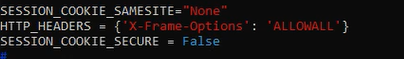 SESSION_COOKIE_SAMESITE="None"
HTTP_HEADERS = {'X-Frame-Options': 'ALLOWALL'}
SESSION_COOKIE_SECURE = False
#